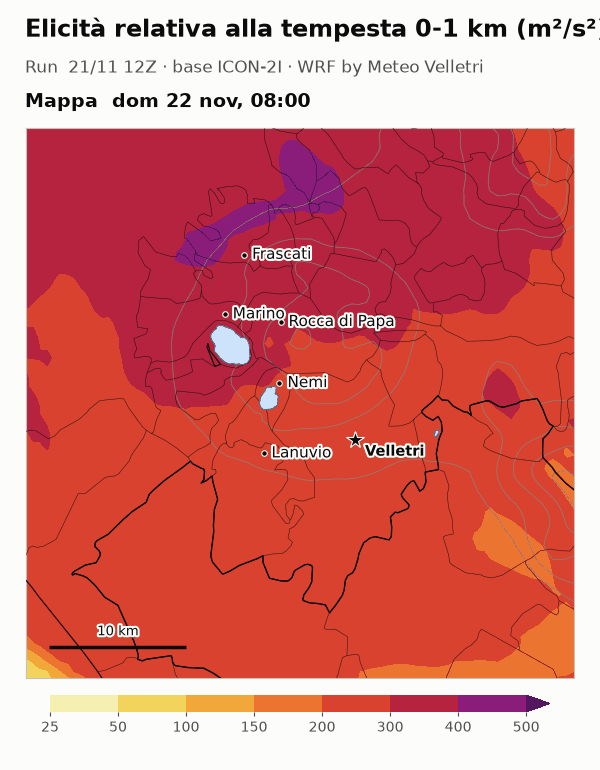 Elicità relativa alla tempesta 0-1 km (m²/s²)
Run 21/11 12Z · base ICON-2I · WRF by Meteo Velletri
Mappa dom 22 nov, 08:00
Frascati
Marino
Rocca di Papa
Nemi
Velletri
Lanuvio
10 km
25 50 100 150 200 300 400 500